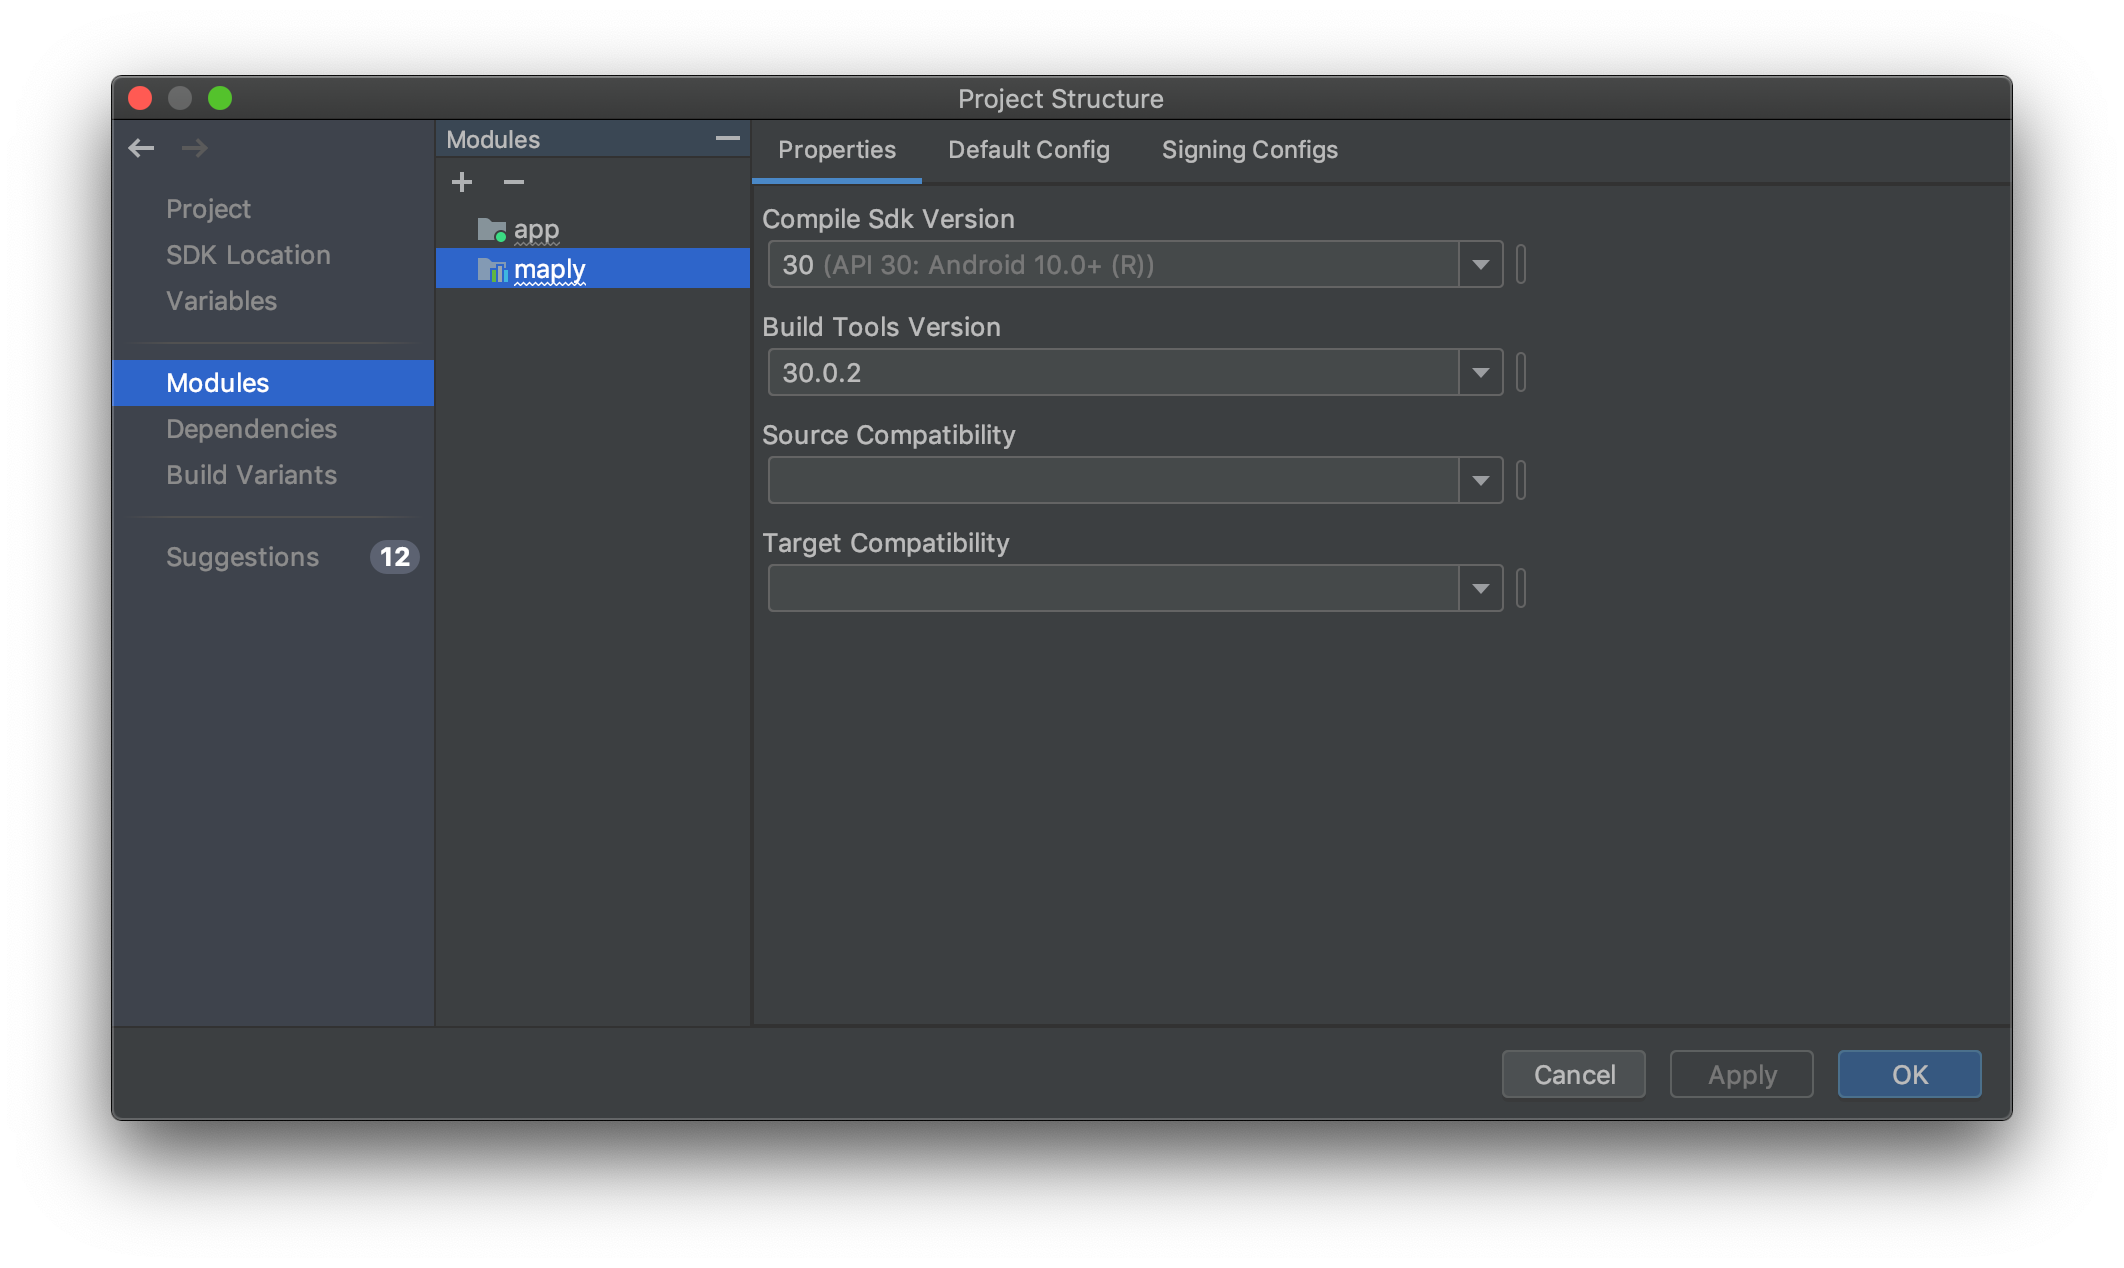 Project Structure
Project
SDK Location
Variables
Modules
Dependencies
Build Variants
Suggestions 12
Modules
app
maply
Properties Default Config Signing Configs
Compile Sdk Version
30 (API 30: Android 10.0+ (R))
Build Tools Version
30.0.2
Source Compatibility
Target Compatibility
Cancel Apply OK